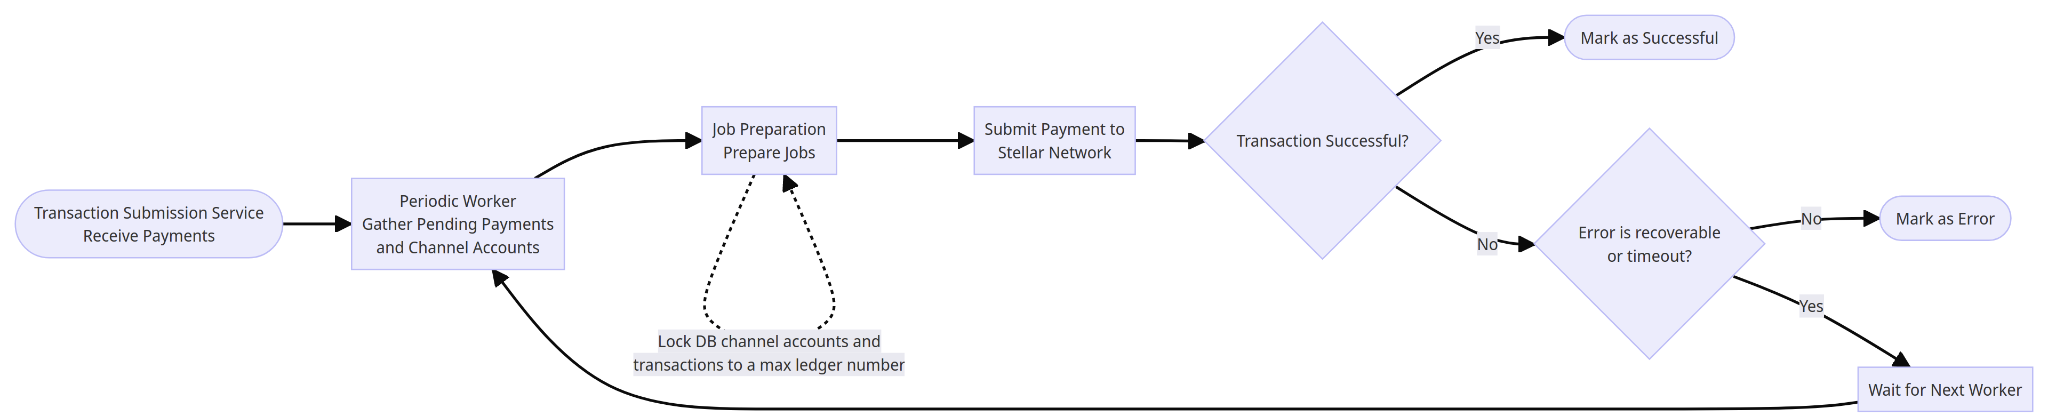 Transaction Submission Service
Receive Payments
Periodic Worker
Gather Pending Payments
and Channel Accounts
Job Preparation
Prepare Jobs
Lock DB channel accounts and
transactions to a max ledger number
Submit Payment to
Stellar Network
Transaction Successful?
Yes
Mark as Successful
No
Error is recoverable
or timeout?
No
Mark as Error
Yes
Wait for Next Worker